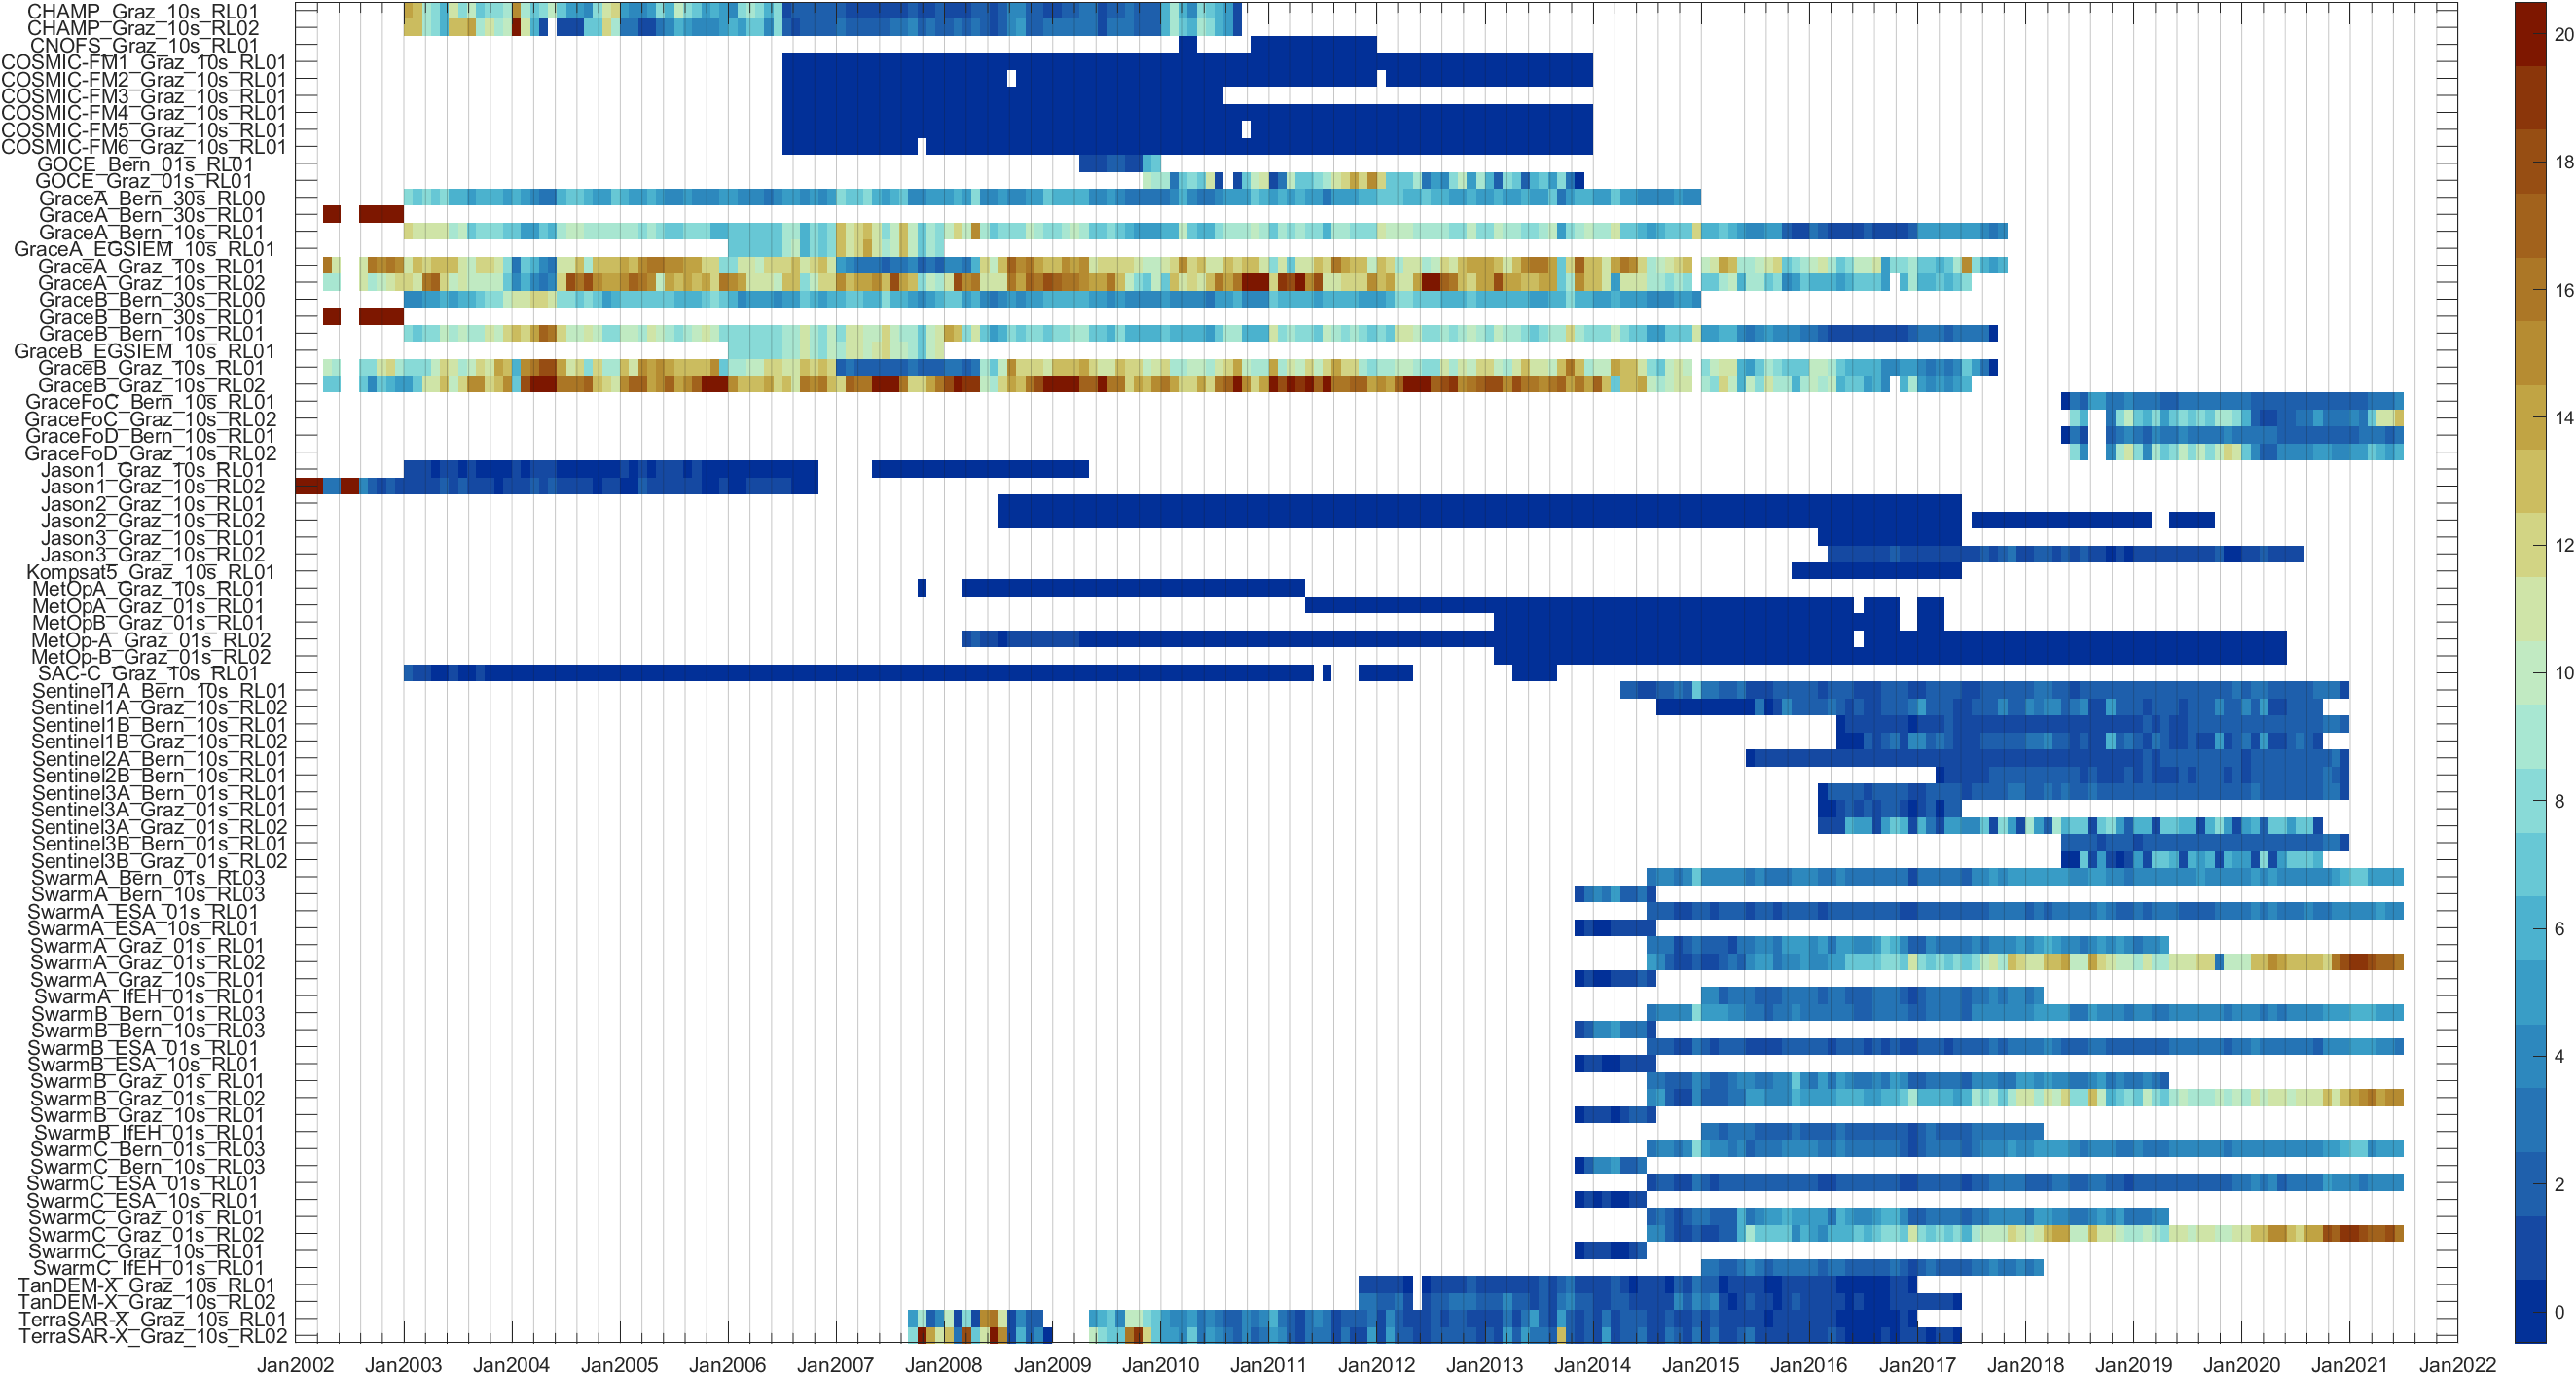 CHAMP_Graz_10s_RL01
CHAMP_Graz_10s_RL02
CNOFS_Graz_10s_RL01
COSMIC-FM1_Graz_10s_RL01
COSMIC-FM2_Graz_10s_RL01
COSMIC-FM3_Graz_10s_RL01
COSMIC-FM4_Graz_10s_RL01
COSMIC-FM5_Graz_10s_RL01
COSMIC-FM6_Graz_10s_RL01
GOCE_Bern_01s_RL01
GOCE_Graz_01s_RL01
GraceA_Bern_30s_RL00
GraceA_Bern_30s_RL01
GraceA_Bern_10s_RL01
GraceA_EGSIEM_10s_RL01
GraceA_Graz_10s_RL01
GraceA_Graz_10s_RL02
GraceB_Bern_30s_RL00
GraceB_Bern_30s_RL01
GraceB_Bern_10s_RL01
GraceB_EGSIEM_10s_RL01
GraceB_Graz_10s_RL01
GraceB_Graz_10s_RL02
GraceFoC_Bern_10s_RL01
GraceFoC_Graz_10s_RL02
GraceFoD_Bern_10s_RL01
GraceFoD_Graz_10s_RL02
Jason1_Graz_10s_RL01
Jason1_Graz_10s_RL02
Jason2_Graz_10s_RL01
Jason2_Graz_10s_RL02
Jason3_Graz_10s_RL01
Jason3_Graz_10s_RL02
Kompsat5_Graz_10s_RL01
MetOpA_Graz_10s_RL01
MetOpA_Graz_01s_RL01
MetOpB_Graz_01s_RL01
MetOp-A_Graz_01s_RL02
MetOp-B_Graz_01s_RL02
SAC-C_Graz_10s_RL01
Sentinel1A_Bern_10s_RL01
Sentinel1A_Graz_10s_RL02
Sentinel1B_Bern_10s_RL01
Sentinel1B_Graz_10s_RL02
Sentinel2A_Bern_10s_RL01
Sentinel2B_Bern_10s_RL01
Sentinel3A_Bern_01s_RL01
Sentinel3A_Graz_01s_RL01
Sentinel3A_Graz_01s_RL02
Sentinel3B_Bern_01s_RL01
Sentinel3B_Graz_01s_RL02
SwarmA_Bern_01s_RL03
SwarmA_Bern_10s_RL03
SwarmA_ESA_01s_RL01
SwarmA_ESA_10s_RL01
SwarmA_Graz_01s_RL01
SwarmA_Graz_01s_RL02
SwarmA_Graz_10s_RL01
SwarmA_IfEH_01s_RL01
SwarmB_Bern_01s_RL03
SwarmB_Bern_10s_RL03
SwarmB_ESA_01s_RL01
SwarmB_ESA_10s_RL01
SwarmB_Graz_01s_RL01
SwarmB_Graz_01s_RL02
SwarmB_Graz_10s_RL01
SwarmB_IfEH_01s_RL01
SwarmC_Bern_01s_RL03
SwarmC_Bern_10s_RL03
SwarmC_ESA_01s_RL01
SwarmC_ESA_10s_RL01
SwarmC_Graz_01s_RL01
SwarmC_Graz_01s_RL02
SwarmC_Graz_10s_RL01
SwarmC_IfEH_01s_RL01
TanDEM-X_Graz_10s_RL01
TanDEM-X_Graz_10s_RL02
TerraSAR-X_Graz_10s_RL01
TerraSAR-X_Graz_10s_RL02
Jan2002 Jan2003 Jan2004 Jan2005 Jan2006 Jan2007 Jan2008 Jan2009 Jan2010 Jan2011 Jan2012 Jan2013 Jan2014 Jan2015 Jan2016 Jan2017 Jan2018 Jan2019 Jan2020 Jan2021 Jan2022
20
18
16
14
12
10
8
6
4
2
0